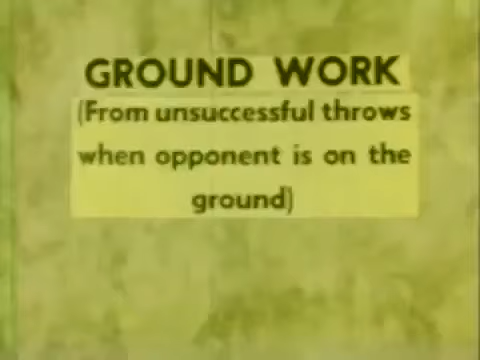 GROUND WORK
(From unsuccessful throws
when opponent is on the
ground)